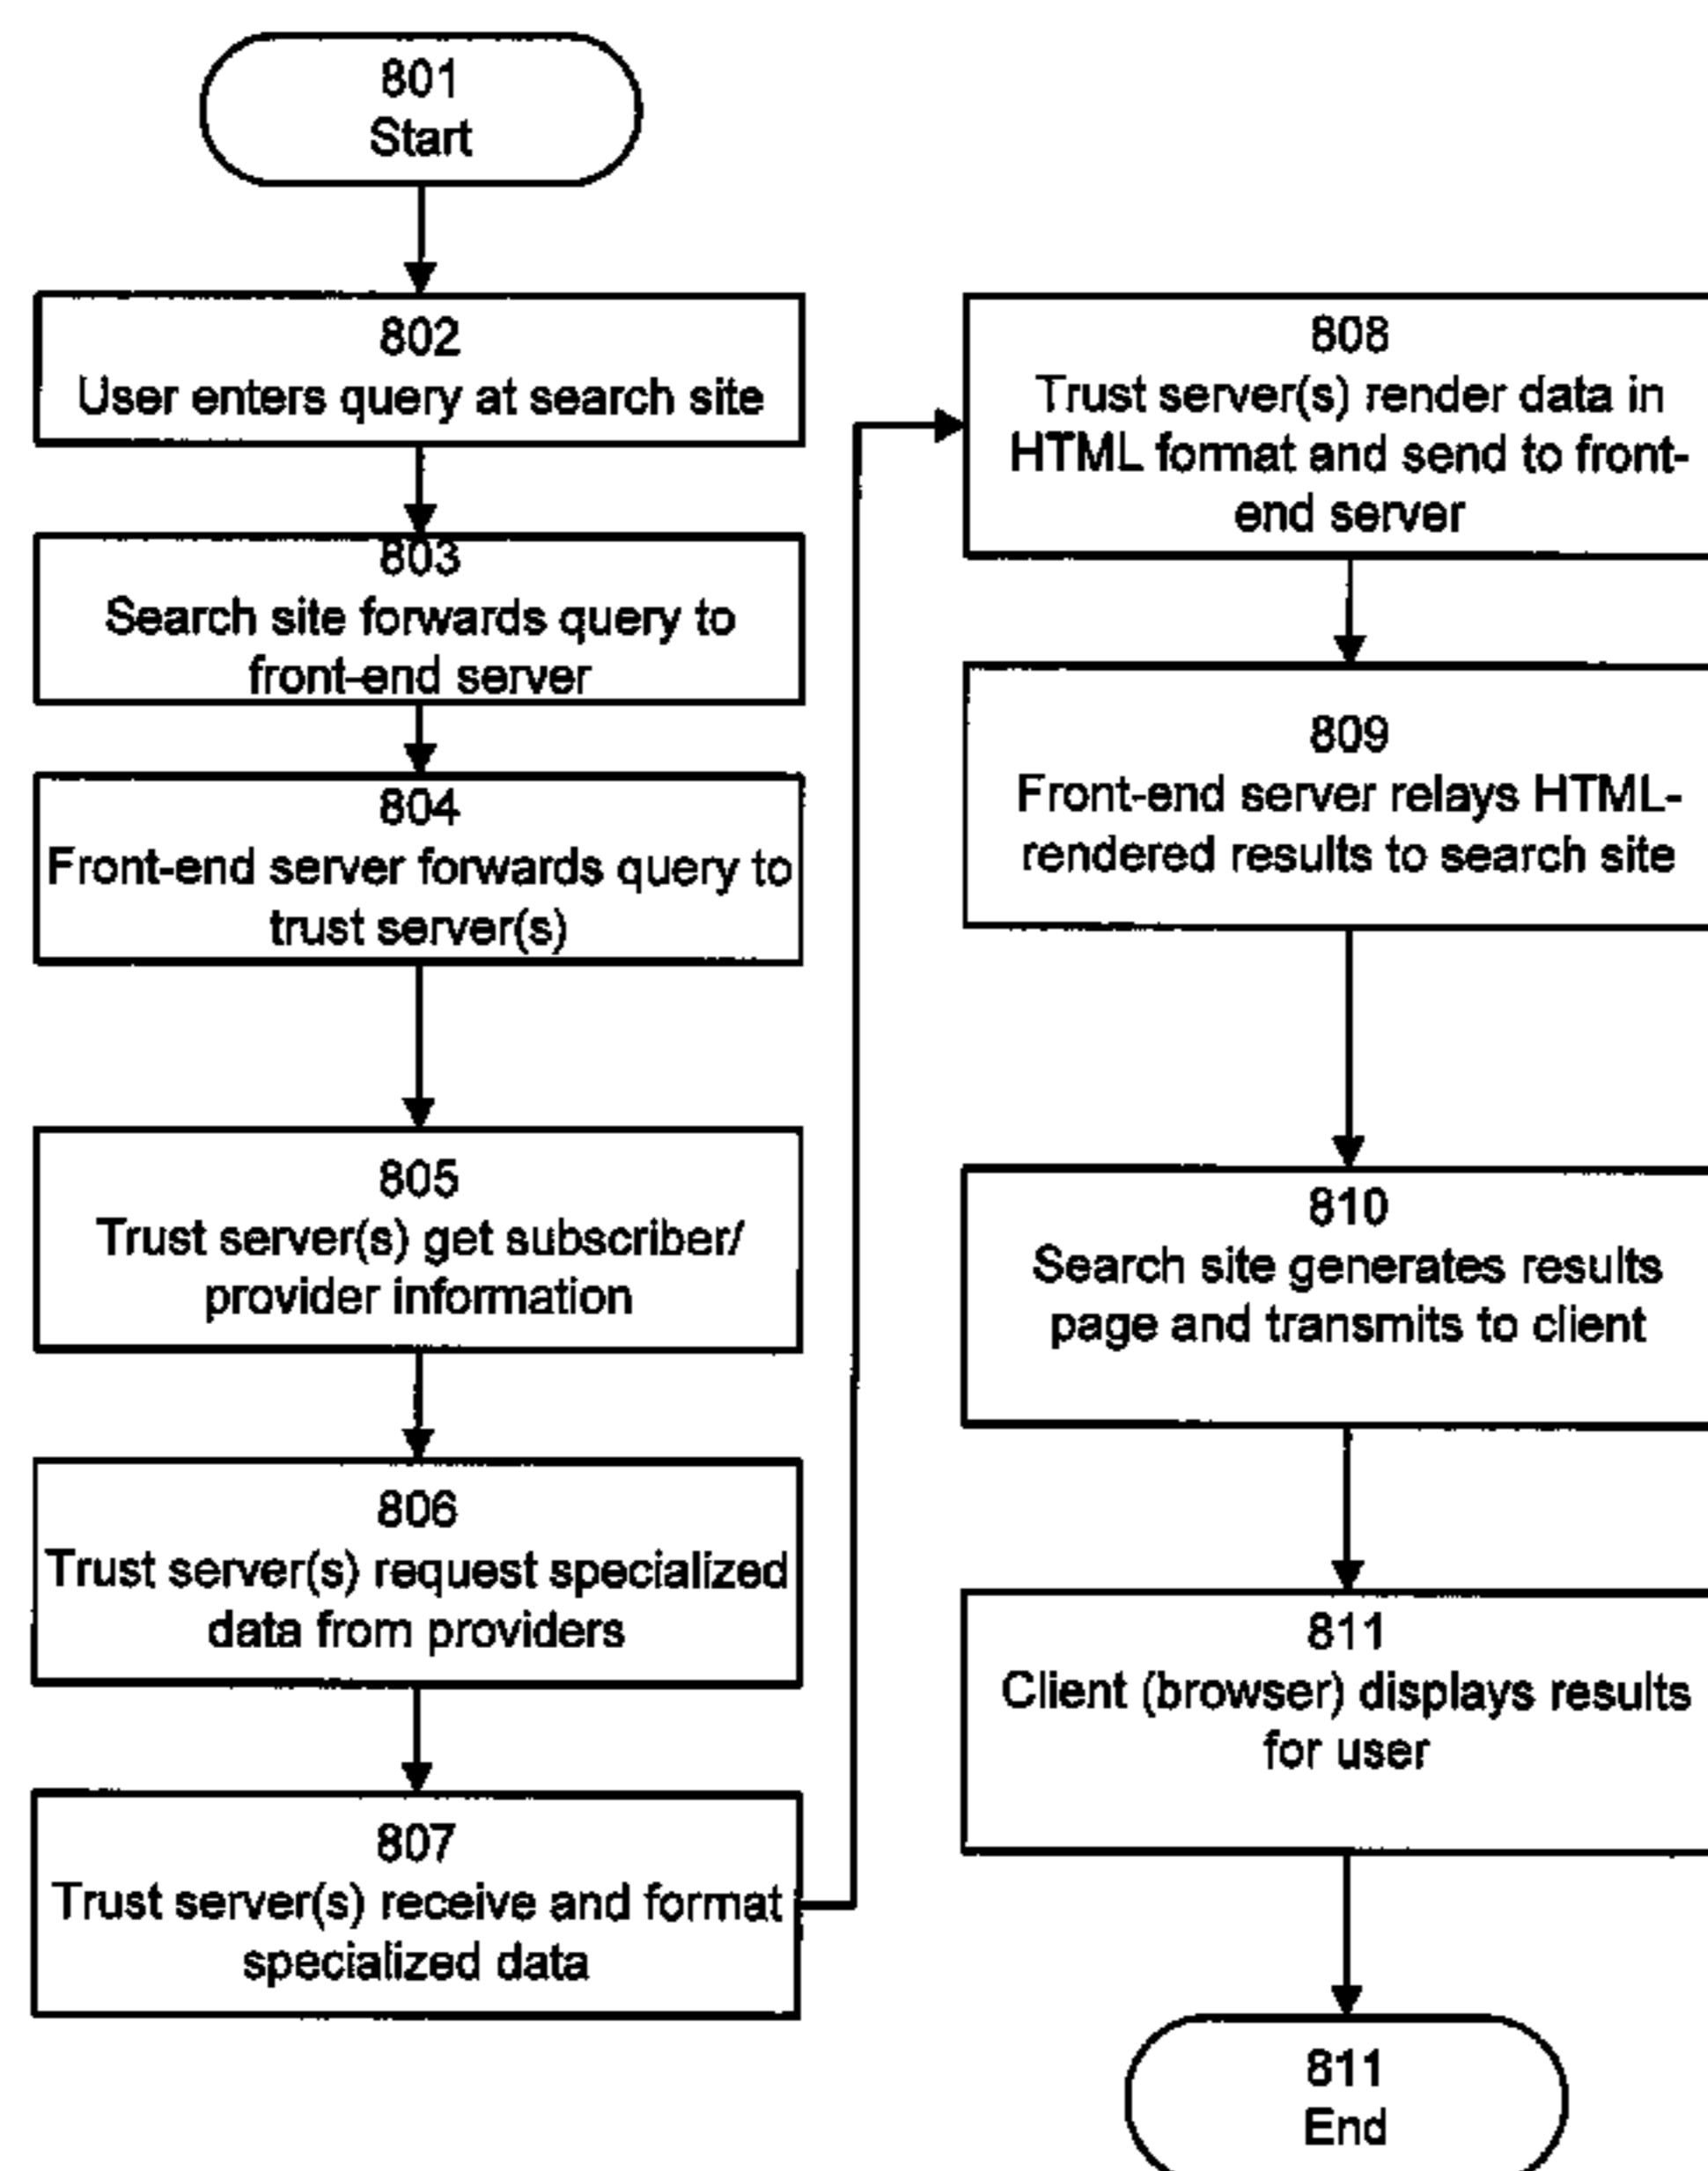 801
Start
802
User enters query at search site
803
Search site forwards query to
front-end server
804
Front-end server forwards query to
trust server(s)
805
Trust server(s) get subscriber/
provider information
806
Trust server(s) request specialized
data from providers
807
Trust server(s) receive and format
specialized data
808
Trust server(s) render data in
HTML format and send to front-
end server
809
Front-end server relays HTML-
rendered results to search site
810
Search site generates results
page and transmits to client
811
Client (browser) displays results
for user
811
End